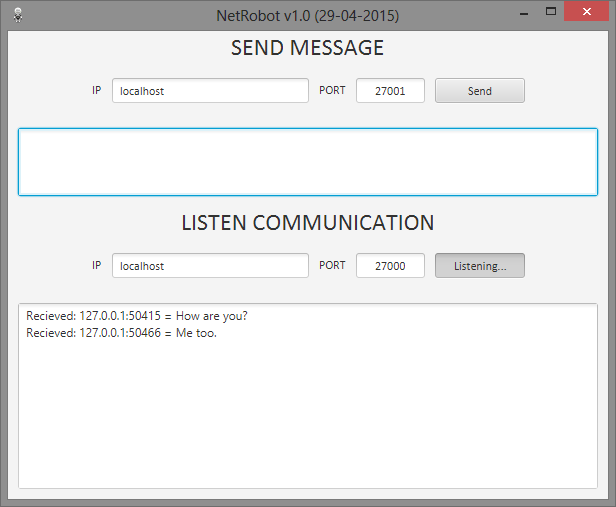 NetRobot v1.0 (29-04-2015)
SEND MESSAGE
IP localhost PORT 27001 Send
LISTEN COMMUNICATION
IP localhost PORT 27000 Listening...
Recieved: 127.0.0.1:50415 = How are you?
Recieved: 127.0.0.1:50466 = Me too.